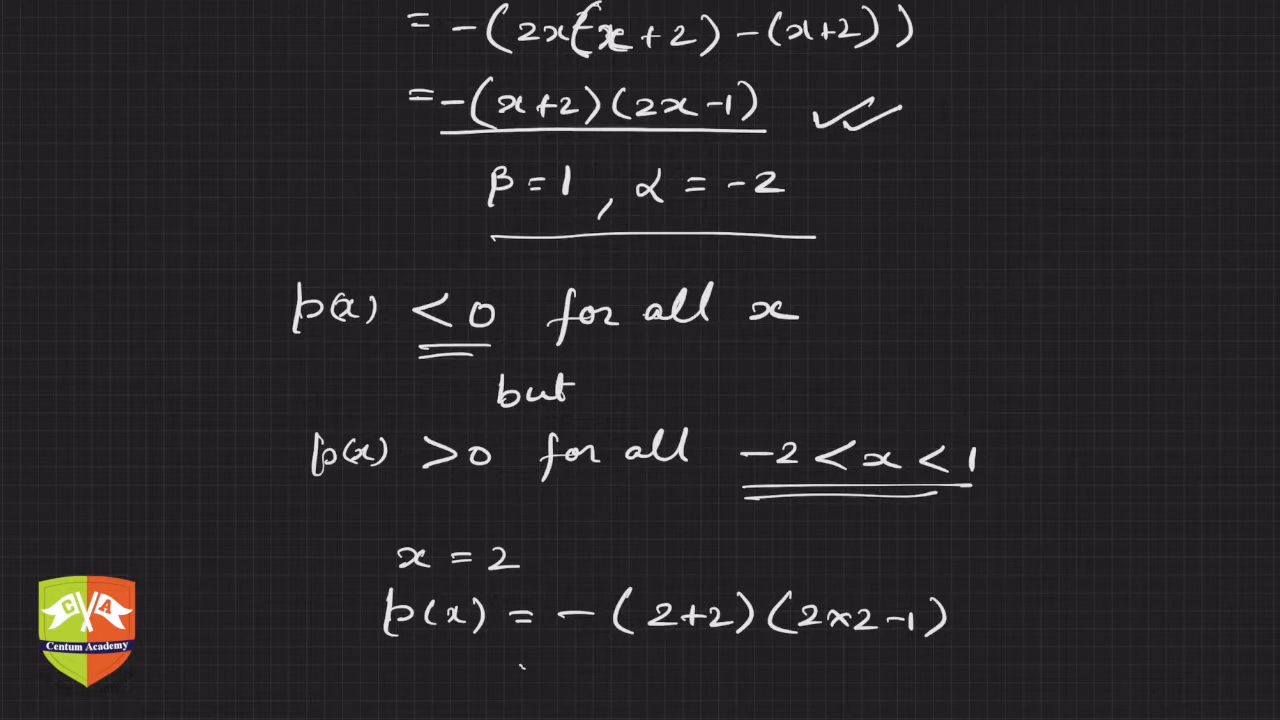 = -(2x(x+2) -(x+2))
= -(x+2)(2x-1)
β = 1, α = -2
p(x) < 0 for all x
but
p(x) > 0 for all -2 < x < 1
x = 2
p(x) = -(2+2)(2×2-1)
C A
Centum Academy